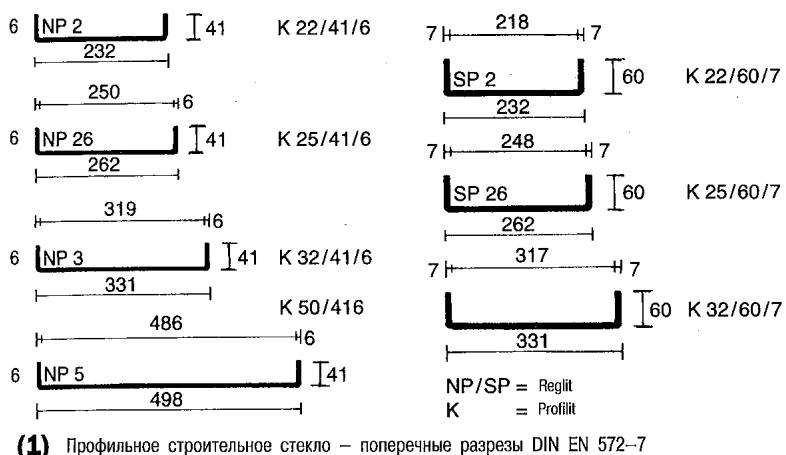 6 NP 2 41 K 22/41/6
232
250
6
6 NP 26 41 K 25/41/6
262
319
6
6 NP 3 41 K 32/41/6
331
K 50/416
486
6
6 NP 5 41
498
218
7 7
SP 2 60 K 22/60/7
232
248
7 7
SP 26 60 K 25/60/7
262
317
7 7
60 K 32/60/7
331
NP/SP = Reglit
K = Profilit
(1) Профильное строительное стекло – поперечные разрезы DIN EN 572–7